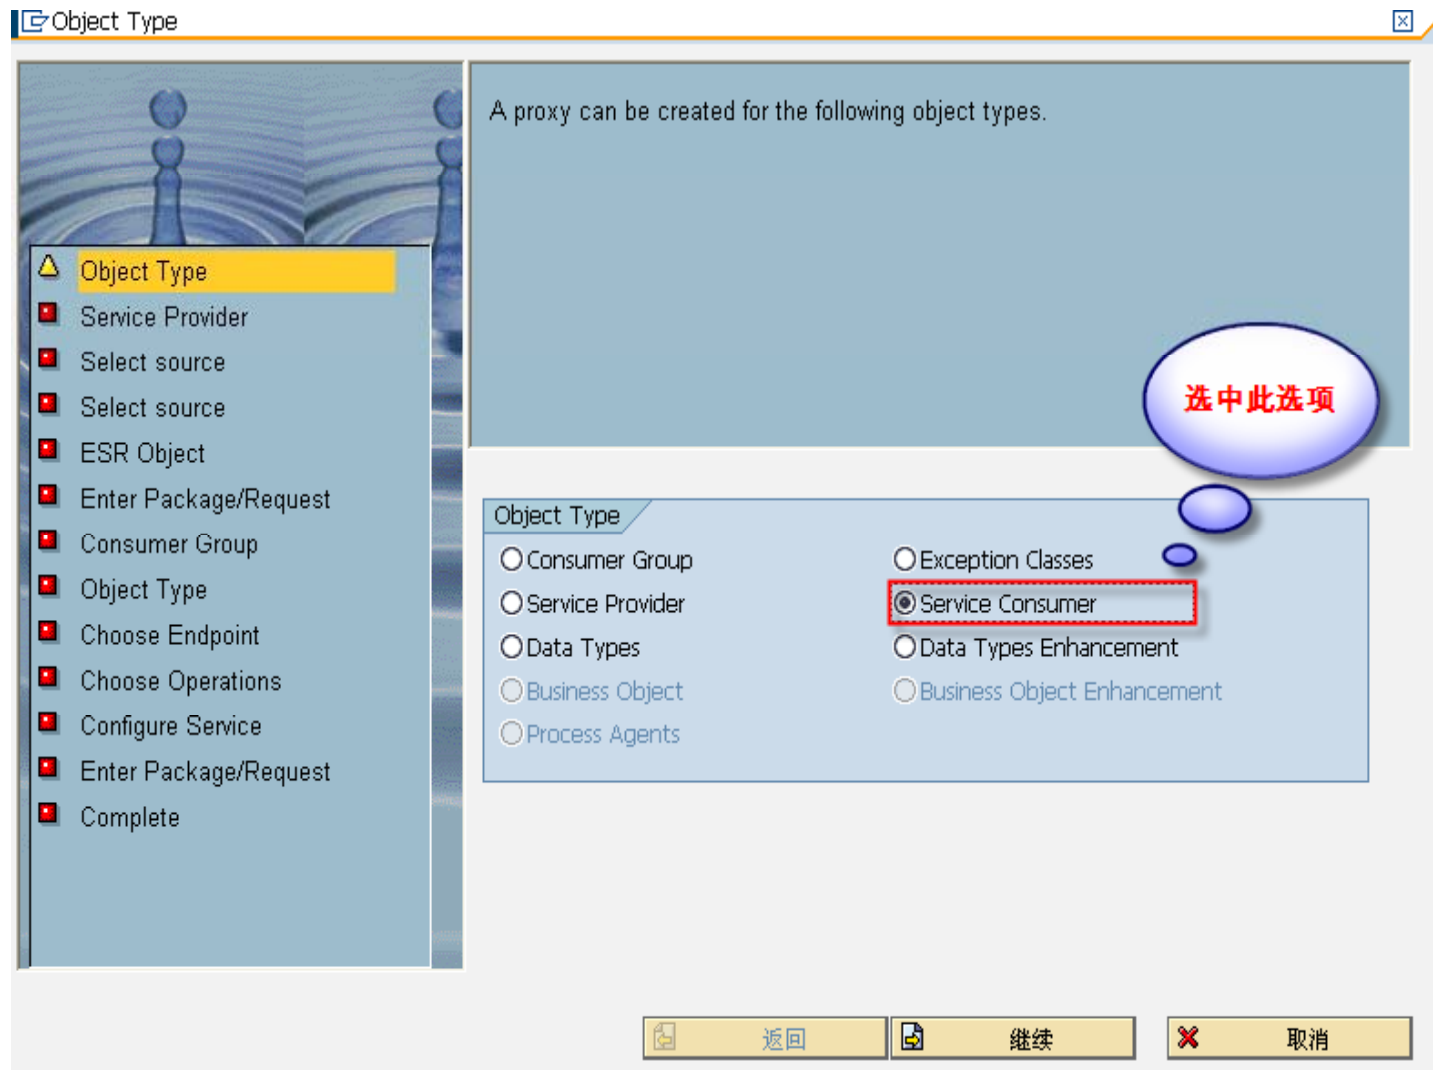 Object Type
A proxy can be created for the following object types.
Object Type
Service Provider
Select source
Select source
ESR Object
Enter Package/Request
Consumer Group
Object Type
Choose Endpoint
Choose Operations
Configure Service
Enter Package/Request
Complete
选中此选项
Object Type
Consumer Group
Exception Classes
Service Provider
Service Consumer
Data Types
Data Types Enhancement
Business Object
Business Object Enhancement
Process Agents
返回
继续
取消